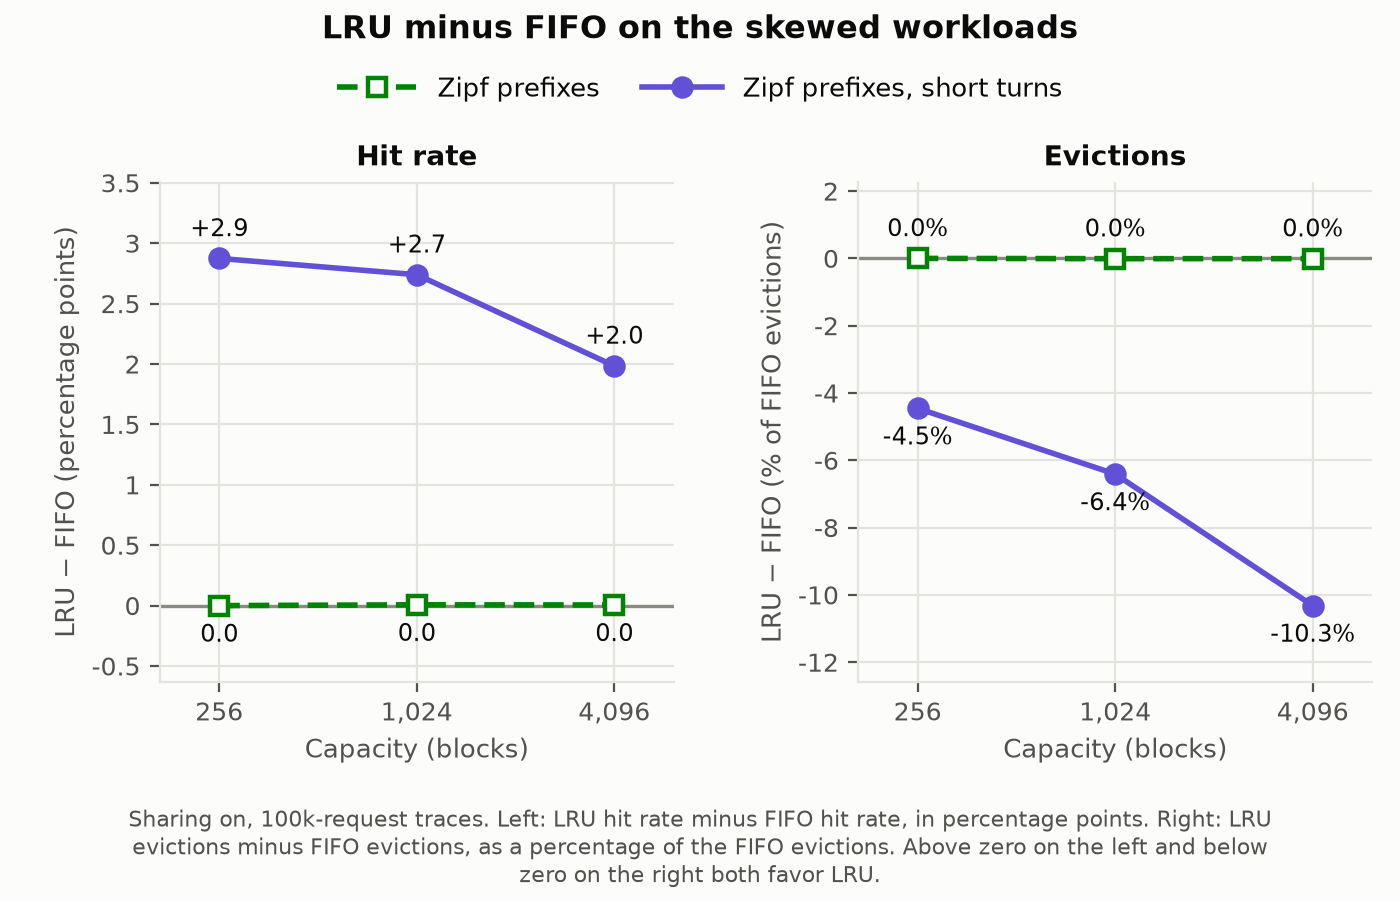 LRU minus FIFO on the skewed workloads
Zipf prefixes
Zipf prefixes, short turns
Hit rate
LRU − FIFO (percentage points)
3.5
3
2.5
2
1.5
1
0.5
0
-0.5
+2.9
+2.7
+2.0
0.0
0.0
0.0
256
1,024
4,096
Capacity (blocks)
Evictions
LRU − FIFO (% of FIFO evictions)
2
0
-2
-4
-6
-8
-10
-12
0.0%
0.0%
0.0%
-4.5%
-6.4%
-10.3%
256
1,024
4,096
Capacity (blocks)
Sharing on, 100k-request traces. Left: LRU hit rate minus FIFO hit rate, in percentage points. Right: LRU
evictions minus FIFO evictions, as a percentage of the FIFO evictions. Above zero on the left and below
zero on the right both favor LRU.